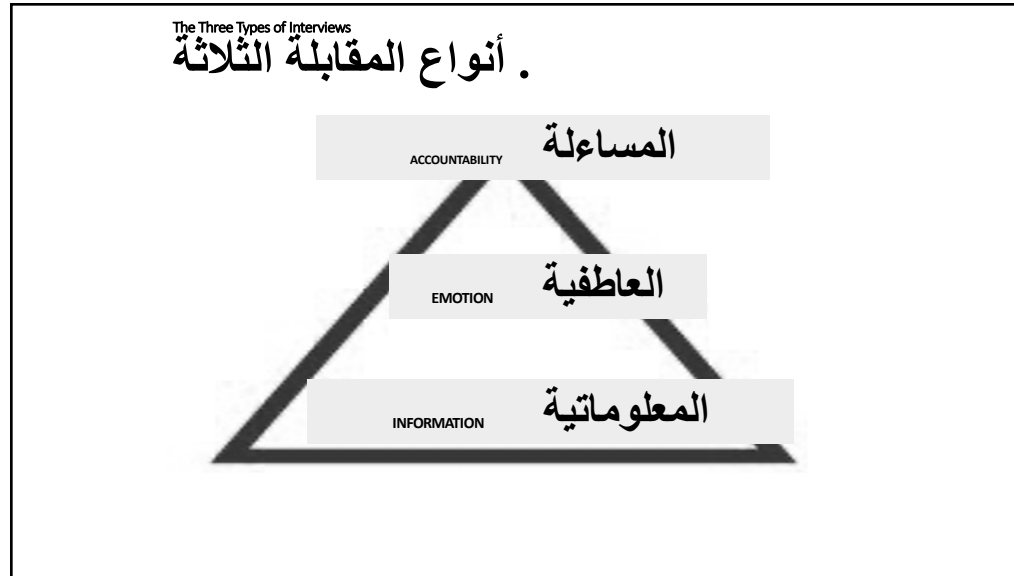 The Three Types of Interviews
أنواع المقابلة الثلاثة .
ACCOUNTABILITY المساءلة
EMOTION العاطفية
INFORMATION المعلوماتية